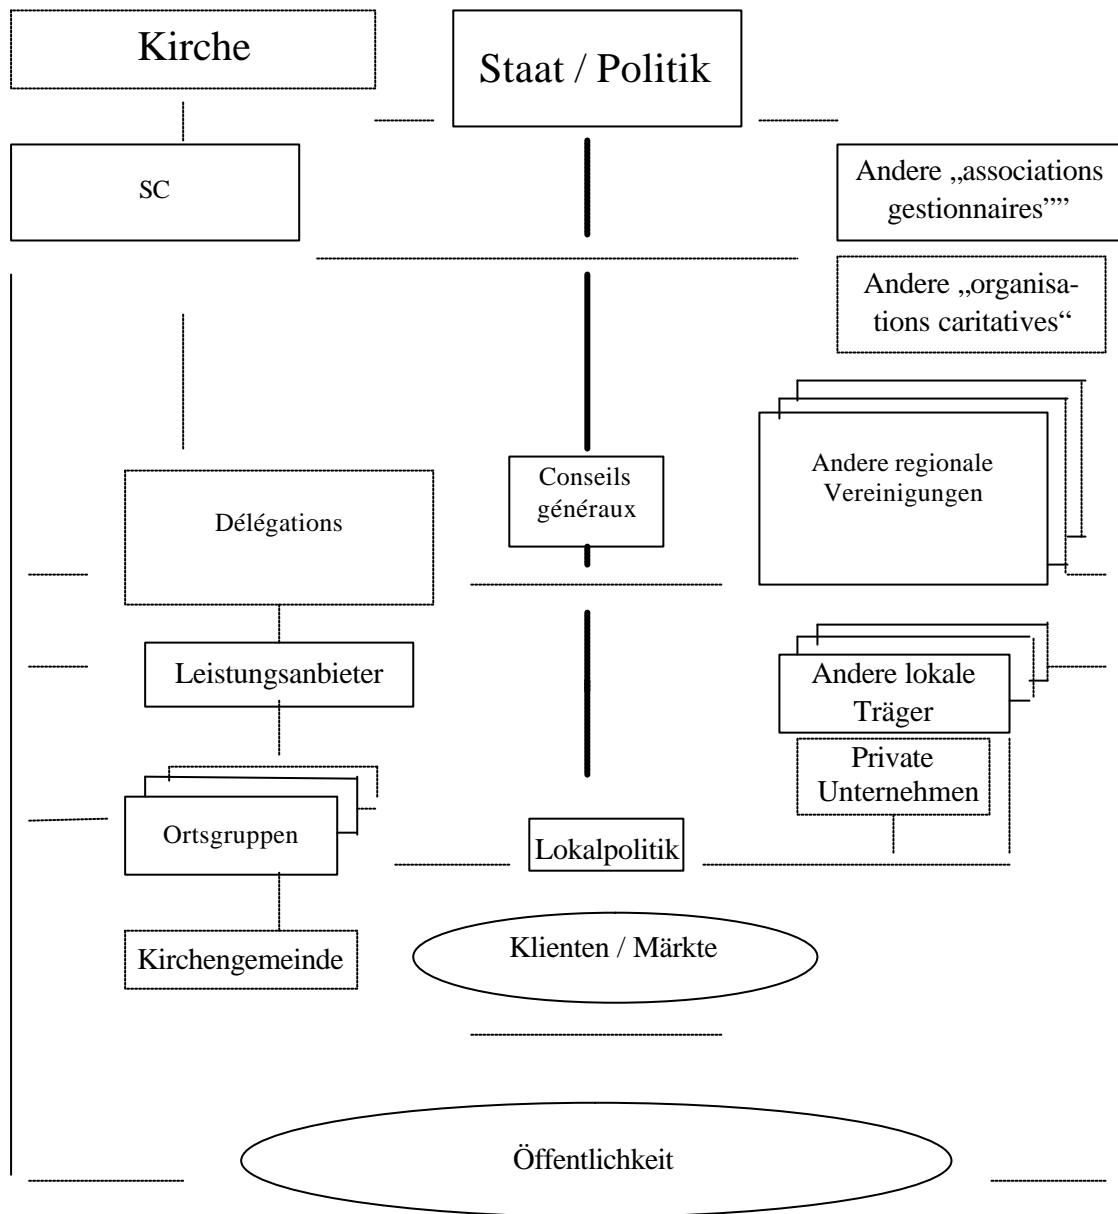 Kirche
Staat / Politik
SC
Andere „associations
gestionnaires””
Andere „organisa-
tions caritatives“
Andere regionale
Vereinigungen
Conseils
généraux
Délégations
Leistungsanbieter
Andere lokale
Träger
Private
Unternehmen
Ortsgruppen
Lokalpolitik
Klienten / Märkte
Kirchengemeinde
Öffentlichkeit